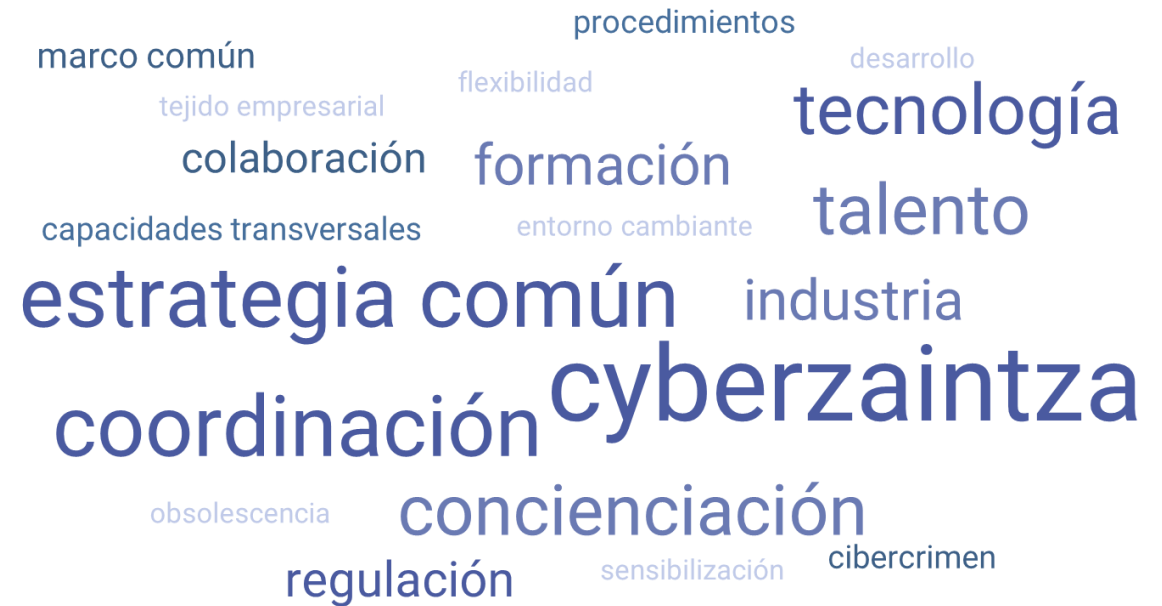 procedimientos
marco común
desarrollo
flexibilidad
tejido empresarial
tecnología
colaboración
formación
talento
capacidades transversales
entorno cambiante
estrategia común
industria
cyberzaintza
coordinación
obsolescencia
concienciación
cibercrimen
regulación
sensibilización